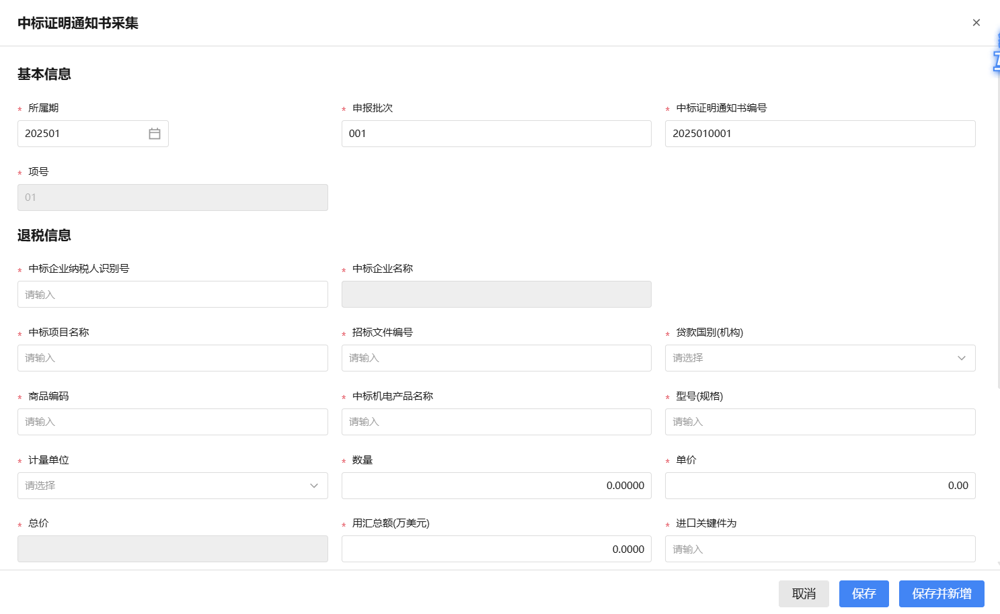 中标证明通知书采集
基本信息
* 所属期
* 申报批次
* 中标证明通知书编号
202501
001
2025010001
* 项号
01
退税信息
* 中标企业纳税人识别号
* 中标企业名称
请输入
* 中标项目名称
* 招标文件编号
* 贷款国别(机构)
请输入
请输入
请选择
* 商品编码
* 中标机电产品名称
* 型号(规格)
请输入
请输入
请输入
* 计量单位
* 数量
* 单价
请选择
0.00000
0.00
* 总价
* 用汇总额(万美元)
* 进口关键件为
0.0000
请输入
取消
保存
保存并新增